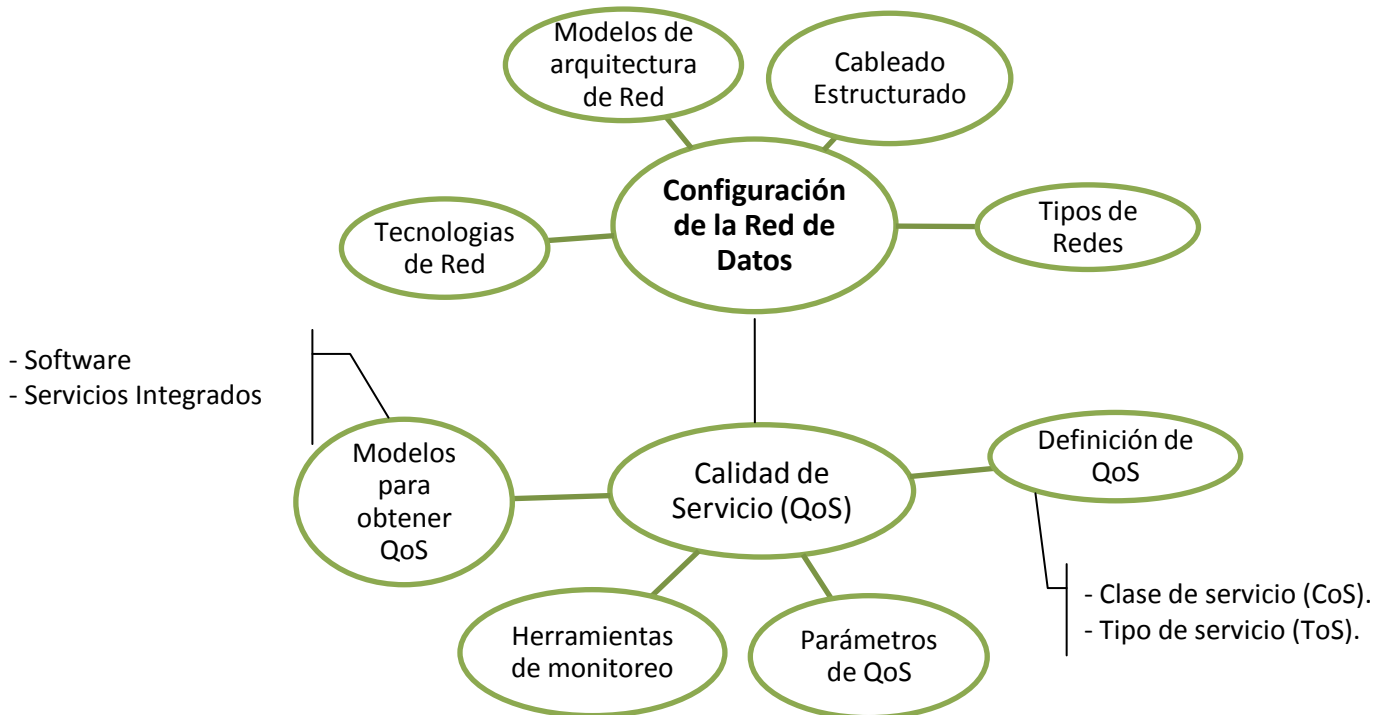 Modelos de
arquitectura
de Red
Cableado
Estructurado
Configuración
de la Red de
Datos
Tecnologias
de Red
Tipos de
Redes
- Software
- Servicios Integrados
Modelos
para
obtener
QoS
Calidad de
Servicio (QoS)
Definición de
QoS
- Clase de servicio (CoS).
- Tipo de servicio (ToS).
Herramientas
de monitoreo
Parámetros
de QoS